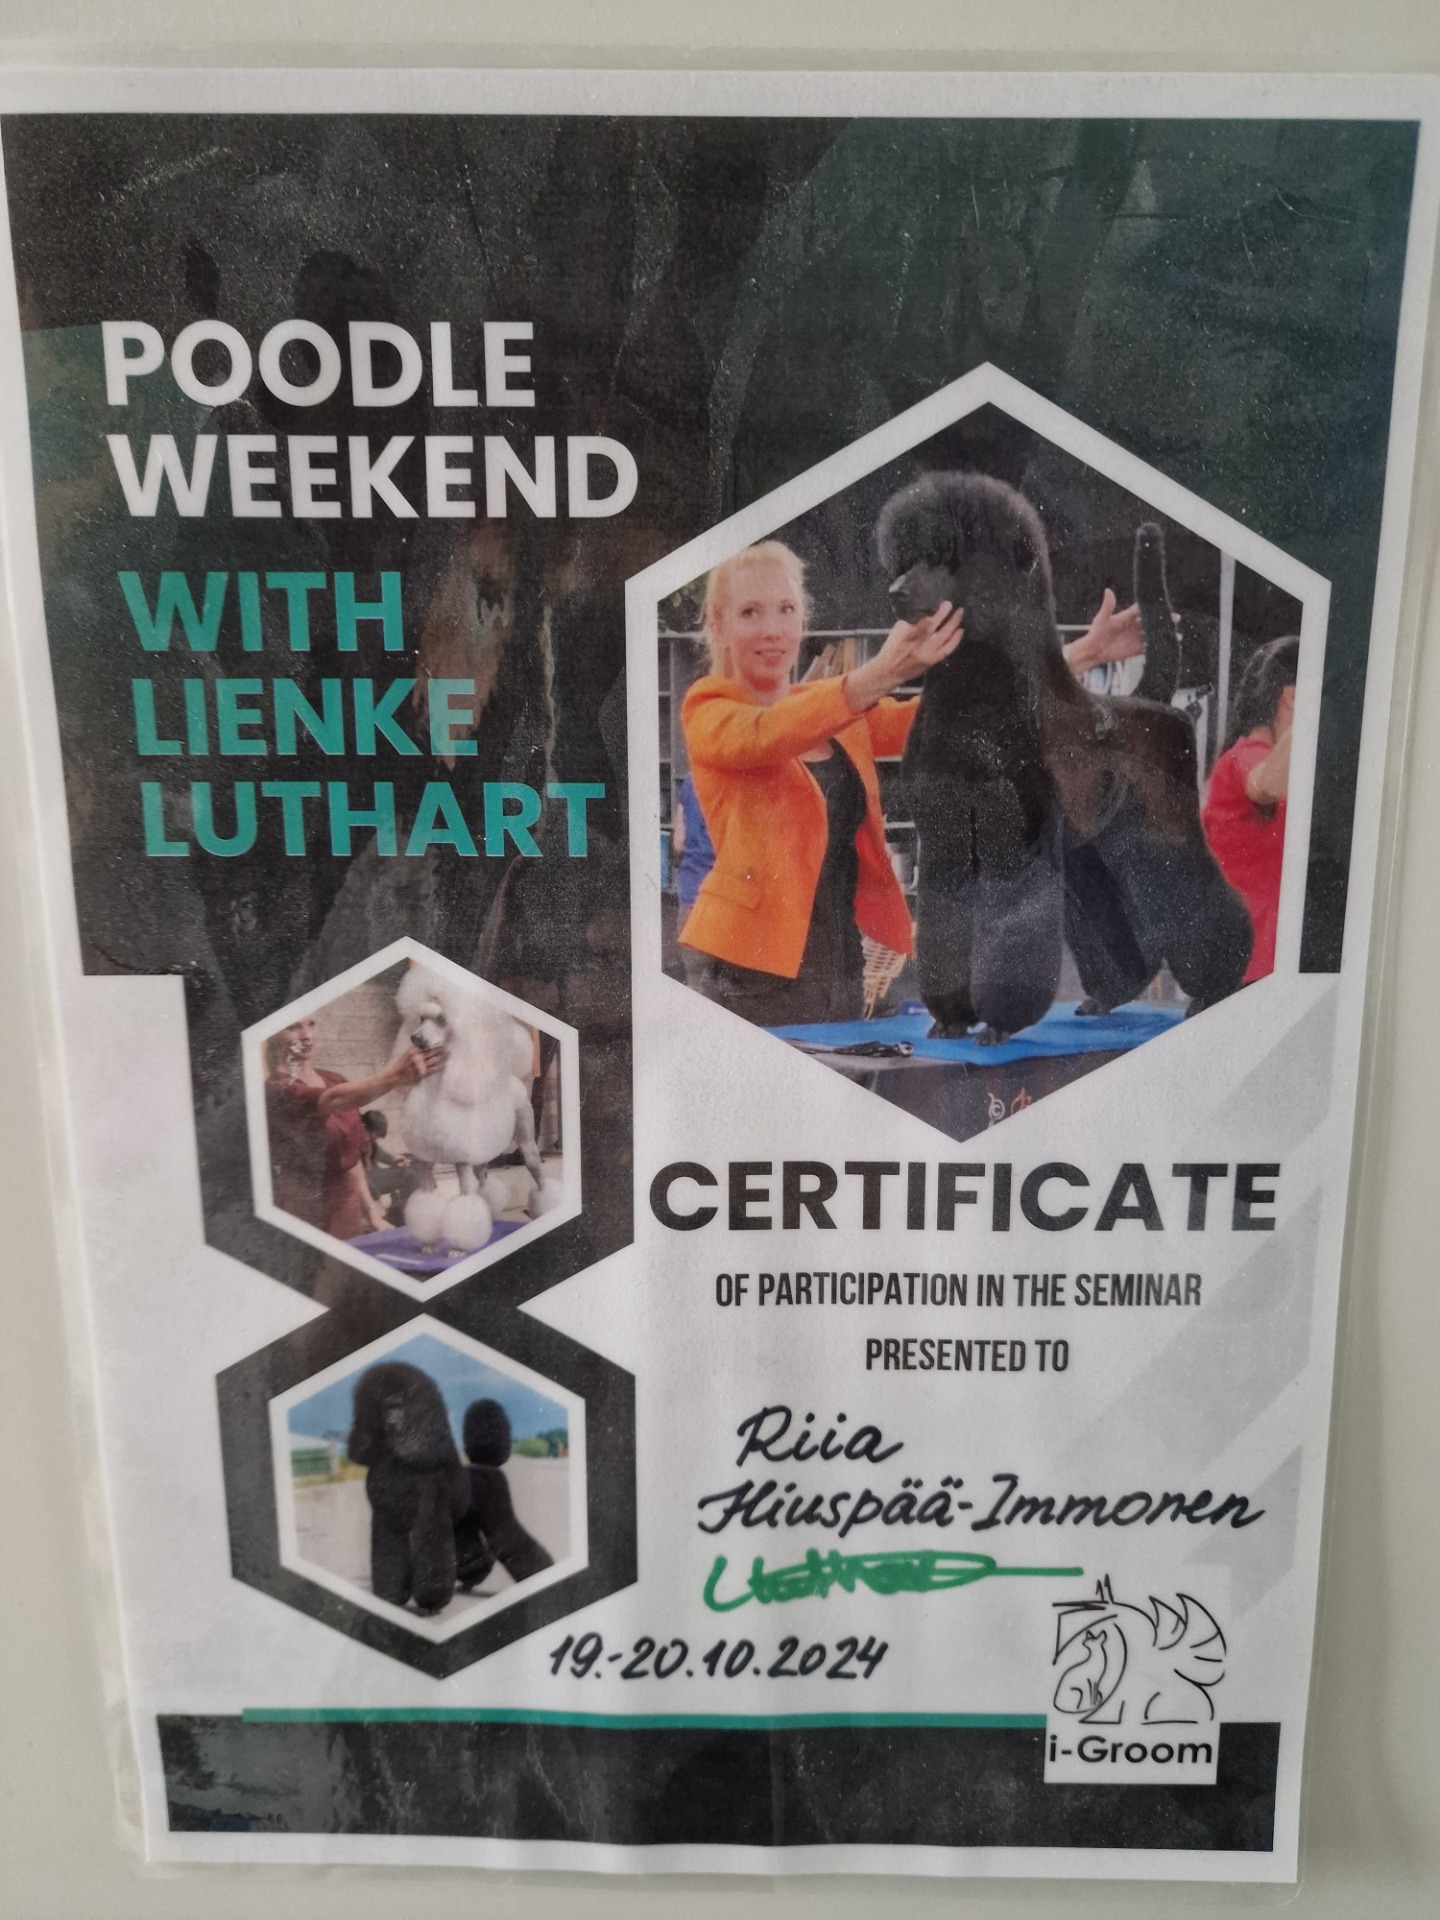 POODLE
WEEKEND
WITH
LIENKE
LUTHART
CERTIFICATE
OF PARTICIPATION IN THE SEMINAR
PRESENTED TO
Riia
Hiuspää-Immonen
19.-20.10.2024
i-Groom